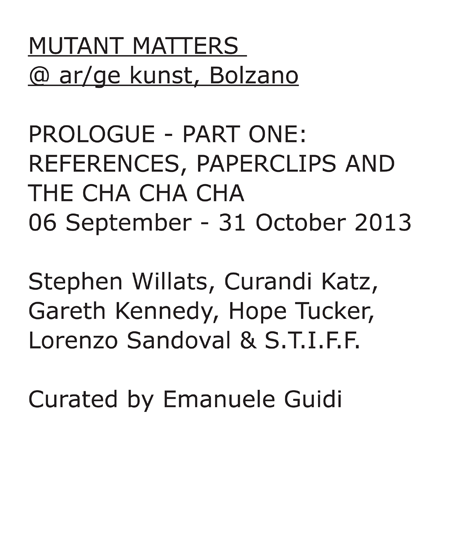 MUTANT MATTERS
@ ar/ge kunst, Bolzano
PROLOGUE - PART ONE:
REFERENCES, PAPERCLIPS AND
THE CHA CHA CHA
06 September - 31 October 2013
Stephen Willats, Curandi Katz,
Gareth Kennedy, Hope Tucker,
Lorenzo Sandoval & S.T.I.F.F.
Curated by Emanuele Guidi